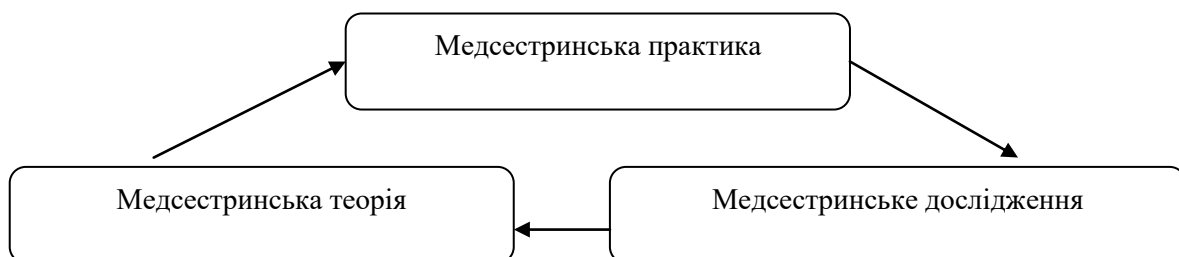 Медсестринська практика
Медсестринська теорія
Медсестринське дослідження